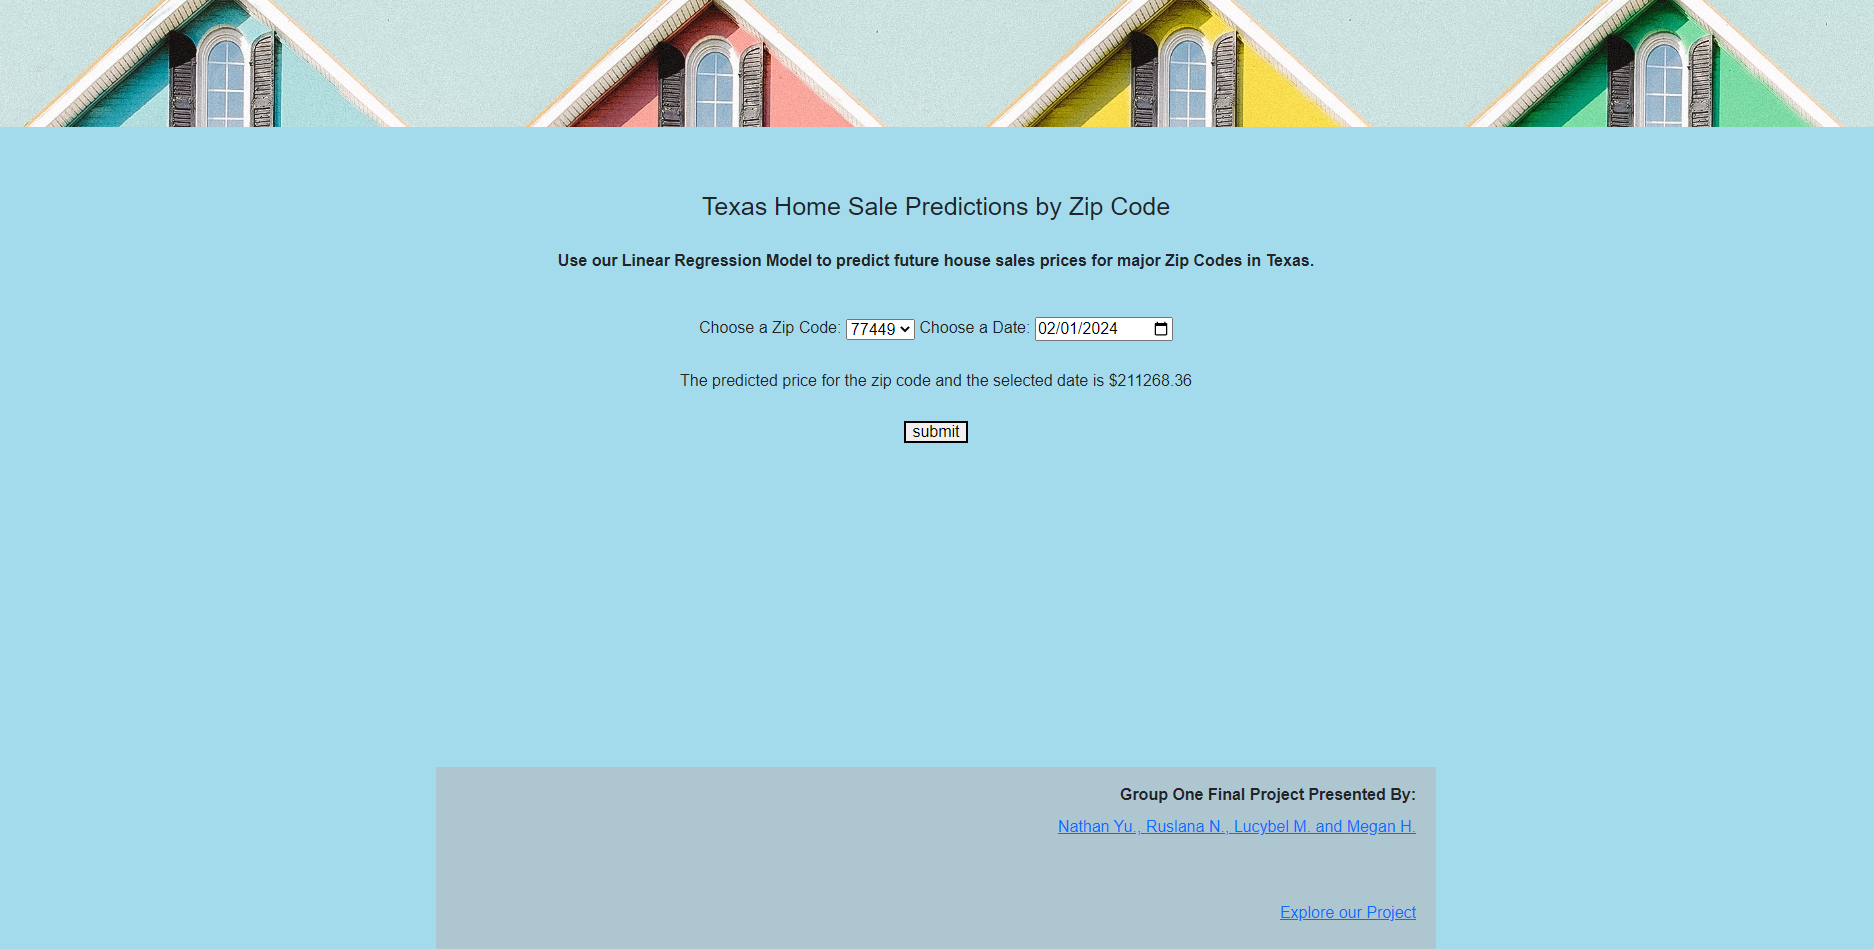 Texas Home Sale Predictions by Zip Code
Use our Linear Regression Model to predict future house sales prices for major Zip Codes in Texas.
Choose a Zip Code: 77449 Choose a Date: 02/01/2024
The predicted price for the zip code and the selected date is $211268.36
submit
Group One Final Project Presented By:
Nathan Yu., Ruslana N., Lucybel M. and Megan H.
Explore our Project